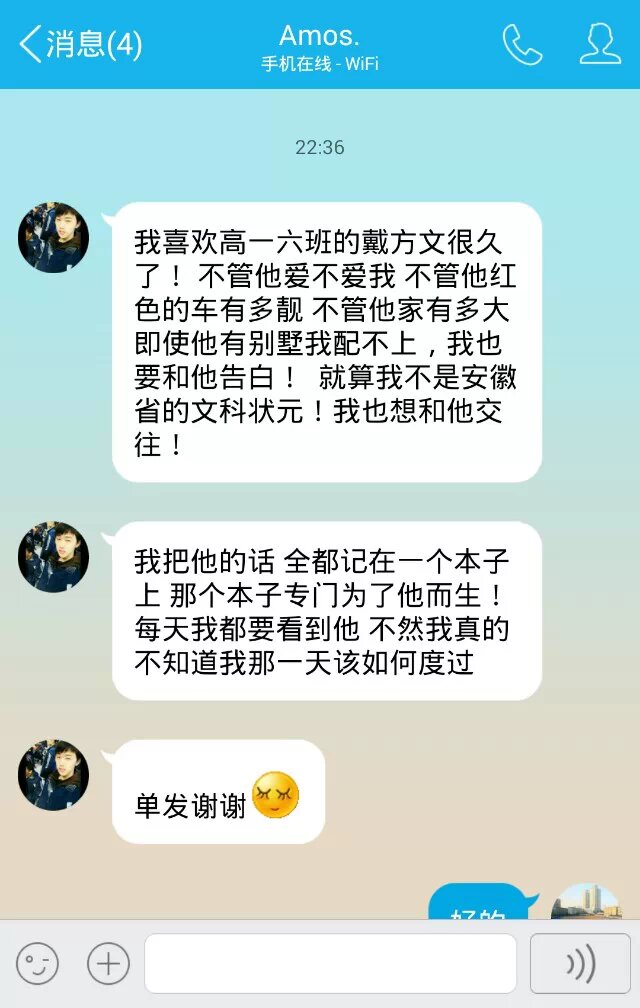 消息(4)
Amos.
手机在线 - WiFi
22:36
我喜欢高一六班的戴方文很久
了！ 不管他爱不爱我 不管他红
色的车有多靓 不管他家有多大
即使他有别墅我配不上，我也
要和他告白！ 就算我不是安徽
省的文科状元！我也想和他交
往！
我把他的话 全都记在一个本子
上 那个本子专门为了他而生！
每天我都要看到他 不然我真的
不知道我那一天该如何度过
单发谢谢
好的